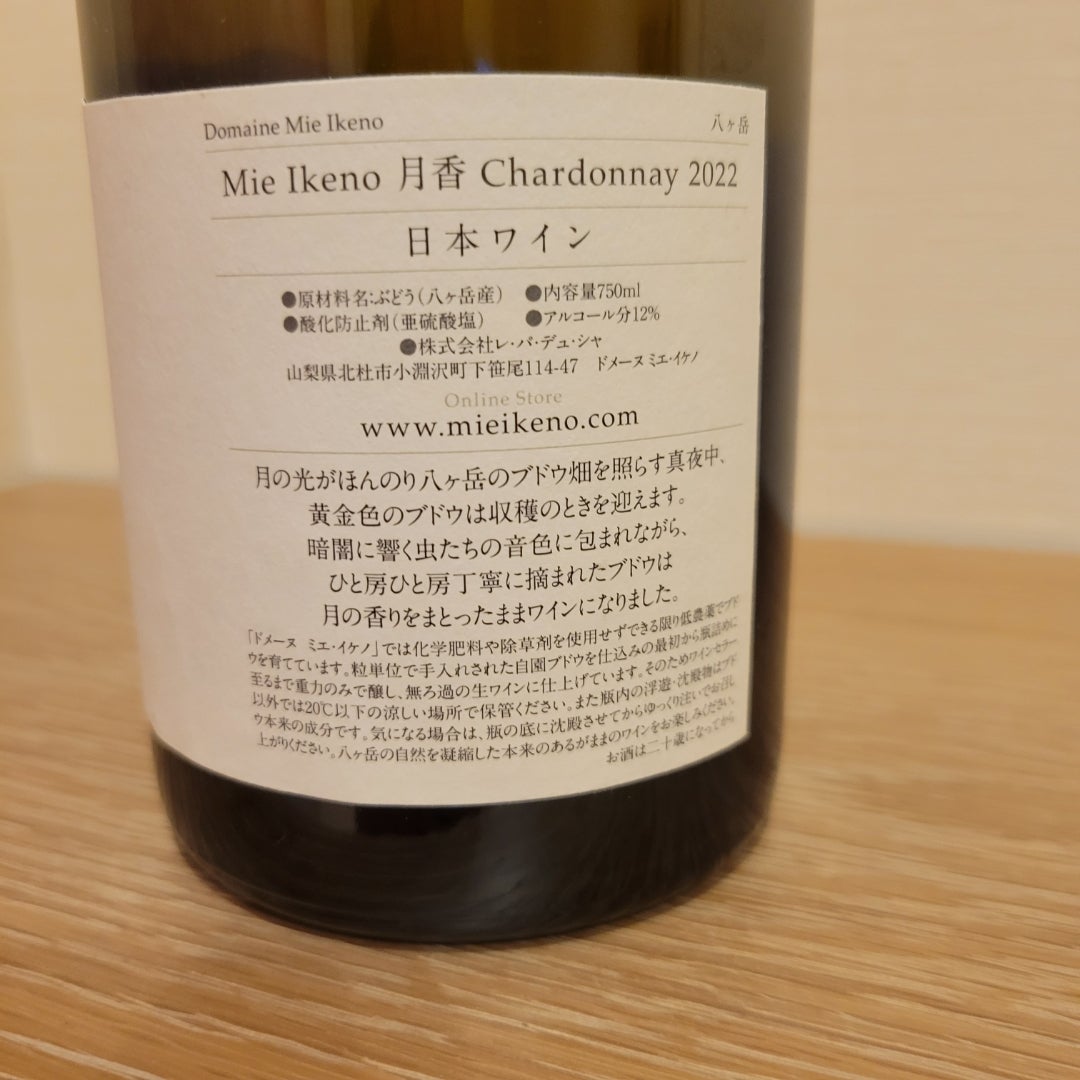 Domaine Mie Ikeno 八ヶ岳
Mie Ikeno 月香 Chardonnay 2022
日本ワイン
●原材料名:ぶどう(八ヶ岳産) ●内容量750ml
●酸化防止剤(亜硫酸塩) ●アルコール分12%
●株式会社レ・パ・デュ・シャ
山梨県北杜市小淵沢町下笹尾114-47 ドメーヌ ミエ・イケノ
Online Store
www.mieikeno.com
月の光がほんのり八ヶ岳のブドウ畑を照らす真夜中、
黄金色のブドウは収穫のときを迎えます。
暗闇に響く虫たちの音色に包まれながら、
ひと房ひと房丁寧に摘まれたブドウは
月の香りをまとったままワインになりました。
「ドメーヌ ミエ・イケノ」では化学肥料や除草剤を使用せずできる限り低農薬でブド
ウを育てています。粒単位で手入れされた自園ブドウを仕込みの最初から瓶詰めに
至るまで重力のみで醸し、無ろ過の生ワインに仕上げています。そのためワインセラー
以外では20℃以下の涼しい場所で保管ください。また瓶内の浮遊・沈殿物はブド
ウ本来の成分です。気になる場合は、瓶の底に沈殿させてからゆっくり注いでお召し
上がりください。八ヶ岳の自然を凝縮した本来のあるがままのワインをお楽しみください。
お酒は二十歳になってから